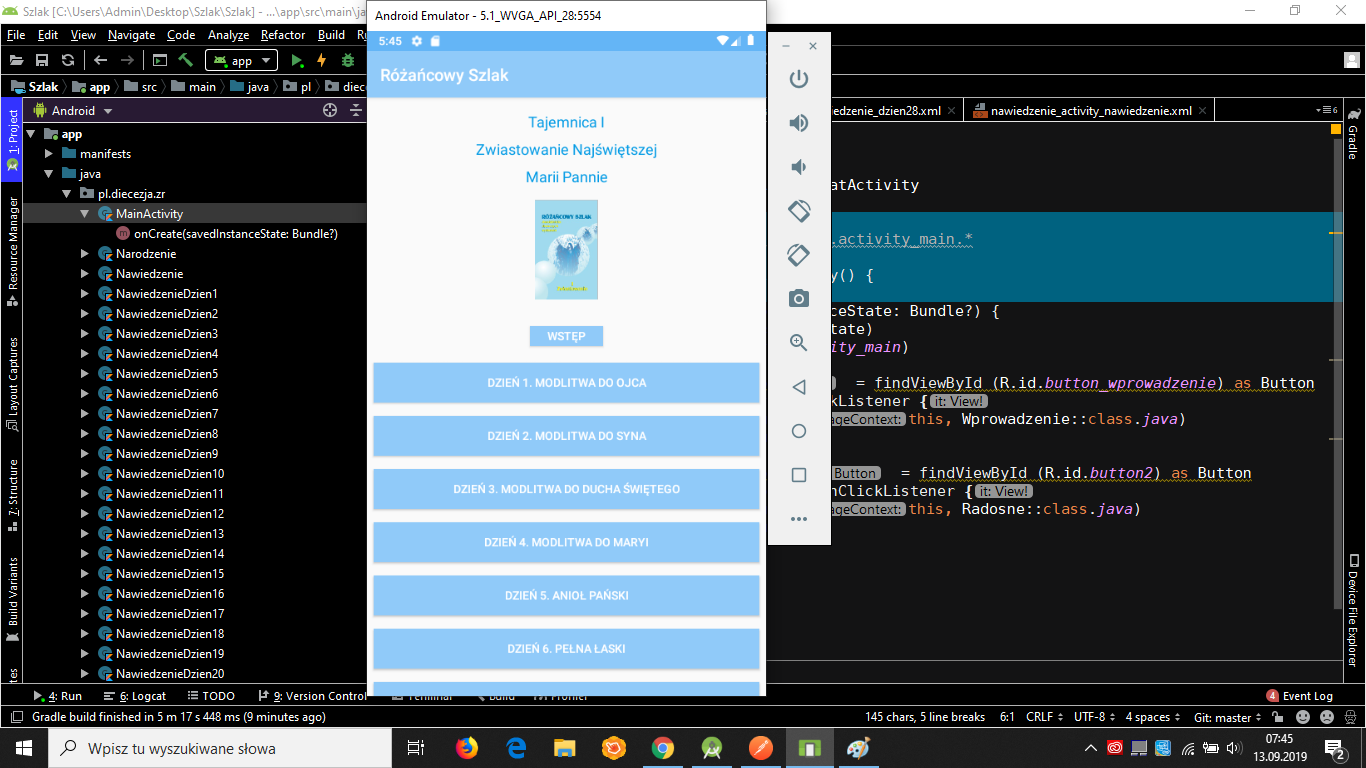 Szlak [C:\Users\Admin\Desktop\Szlak\Szlak] - ...\app\src\main\ja
File Edit View Navigate Code Analyze Refactor Build Ru
app
Szlak app src main java pl diece
Android
1: Project
Resource Manager
Layout Captures
7: Structure
Build Variants
app
manifests
java
pl.diecezja.zr
MainActivity
onCreate(savedInstanceState: Bundle?)
Narodzenie
Nawiedzenie
NawiedzenieDzien1
NawiedzenieDzien2
NawiedzenieDzien3
NawiedzenieDzien4
NawiedzenieDzien5
NawiedzenieDzien6
NawiedzenieDzien7
NawiedzenieDzien8
NawiedzenieDzien9
NawiedzenieDzien10
NawiedzenieDzien11
NawiedzenieDzien12
NawiedzenieDzien13
NawiedzenieDzien14
NawiedzenieDzien15
NawiedzenieDzien16
NawiedzenieDzien17
NawiedzenieDzien18
NawiedzenieDzien19
NawiedzenieDzien20
Android Emulator - 5.1_WVGA_API_28:5554
5:45
Różańcowy Szlak
Tajemnica I
Zwiastowanie Najświętszej
Marii Pannie
RÓŻAŃCOWY SZLAK
WSTĘP
DZIEŃ 1. MODLITWA DO OJCA
DZIEŃ 2. MODLITWA DO SYNA
DZIEŃ 3. MODLITWA DO DUCHA ŚWIĘTEGO
DZIEŃ 4. MODLITWA DO MARYI
DZIEŃ 5. ANIOŁ PAŃSKI
DZIEŃ 6. PEŁNA ŁASKI
iedzenie_dzien28.xml nawiedzenie_activity_nawiedzenie.xml 6
atActivity
.activity_main.*
y() {
ceState: Bundle?) {
tate)
ity_main)
= findViewById (R.id.button_wprowadzenie) as Button
kListener { it: View!
ageContext: this, Wprowadzenie::class.java)
Button = findViewById (R.id.button2) as Button
nClickListener { it: View!
ageContext: this, Radosne::class.java)
Gradle
Device File Explorer
4: Run 6: Logcat TODO 9: Version Control Terminal Build Profiler 4 Event Log
Gradle build finished in 5 m 17 s 448 ms (9 minutes ago) 145 chars, 5 line breaks 6:1 CRLF UTF-8 4 spaces Git: master
Wpisz tu wyszukiwane słowa
07:45
13.09.2019
2